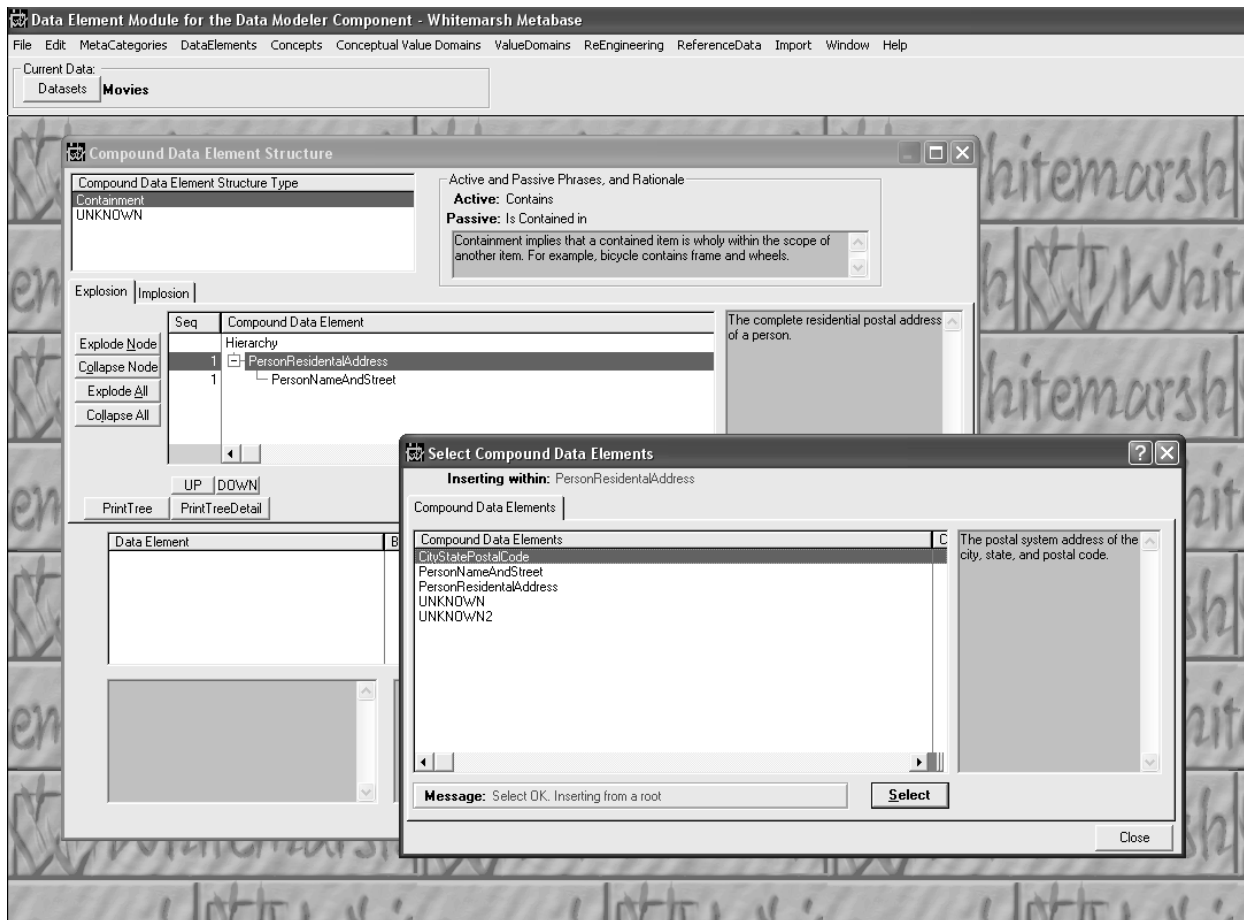 Data Element Module for the Data Modeler Component - Whitemarsh Metabase
File Edit MetaCategories DataElements Concepts Conceptual Value Domains ValueDomains ReEngineering ReferenceData Import Window Help
Current Data:
Datasets Movies
Compound Data Element Structure
Compound Data Element Structure Type
Containment
UNKNOWN
Active and Passive Phrases, and Rationale
Active: Contains
Passive: Is Contained in
Containment implies that a contained item is wholly within the scope of
another item. For example, bicycle contains frame and wheels.
Explosion Implosion
Explode Node
Collapse Node
Explode All
Collapse All
Seq Compound Data Element
Hierarchy
1 PersonResidentalAddress
1 PersonNameAndStreet
The complete residential postal address
of a person.
UP DOWN
PrintTree PrintTreeDetail
Data Element B
Select Compound Data Elements
Inserting within: PersonResidentalAddress
Compound Data Elements
Compound Data Elements C
CityStatePostalCode
PersonNameAndStreet
PersonResidentalAddress
UNKNOWN
UNKNOWN2
The postal system address of the
city, state, and postal code.
Message: Select OK. Inserting from a root
Select
Close
Whitemarsh